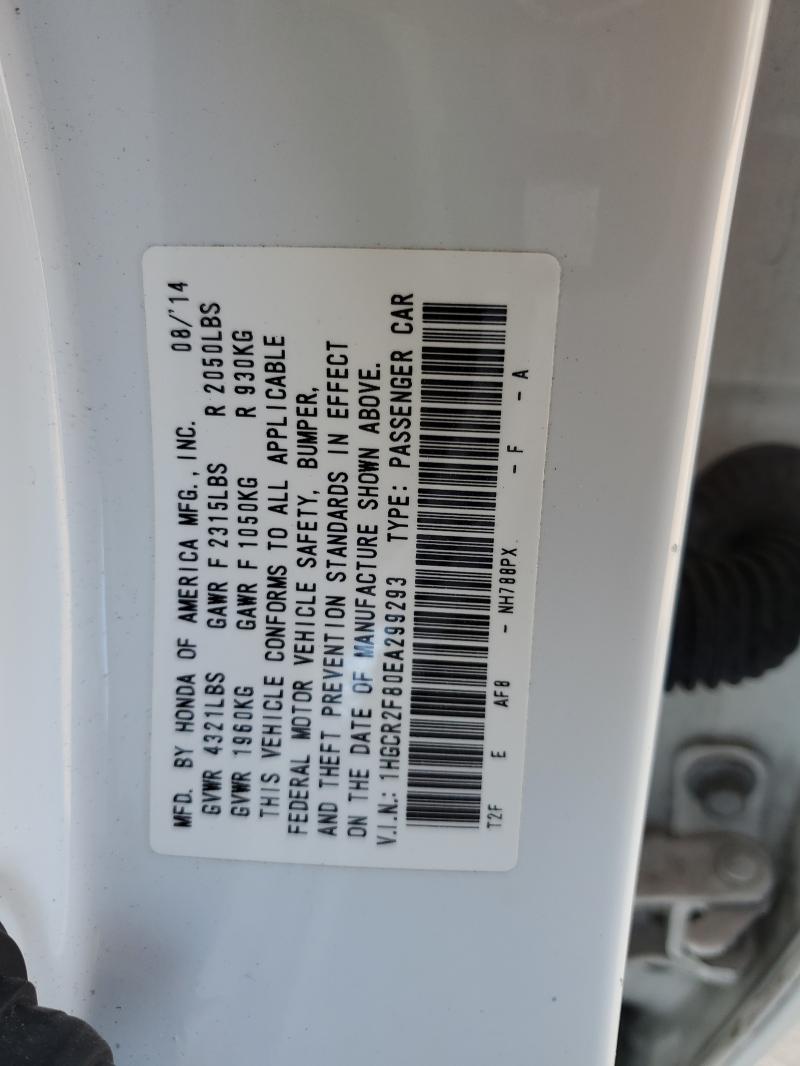 MFD. BY HONDA OF AMERICA MFG., INC. 08/'14
GVWR 4321LBS GAWR F 2315LBS R 2050LBS
GVWR 1960KG GAWR F 1050KG R 930KG
THIS VEHICLE CONFORMS TO ALL APPLICABLE
FEDERAL MOTOR VEHICLE SAFETY, BUMPER,
AND THEFT PREVENTION STANDARDS IN EFFECT
ON THE DATE OF MANUFACTURE SHOWN ABOVE.
V.I.N.: 1HGCR2F80EA299293 TYPE: PASSENGER CAR
T2F E AF8 - NH788PX - F - A